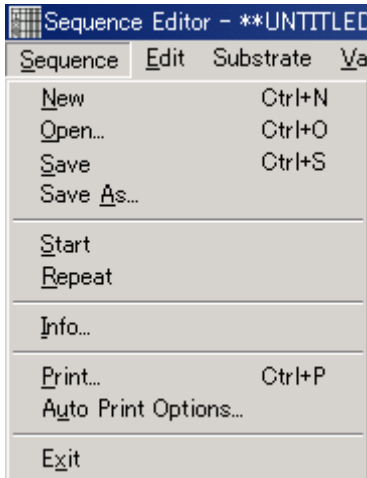 Sequence Editor - **UNTITLED
Sequence Edit Substrate Va
New Ctrl+N
Open... Ctrl+O
Save Ctrl+S
Save As...
Start
Repeat
Info...
Print... Ctrl+P
Auto Print Options...
Exit